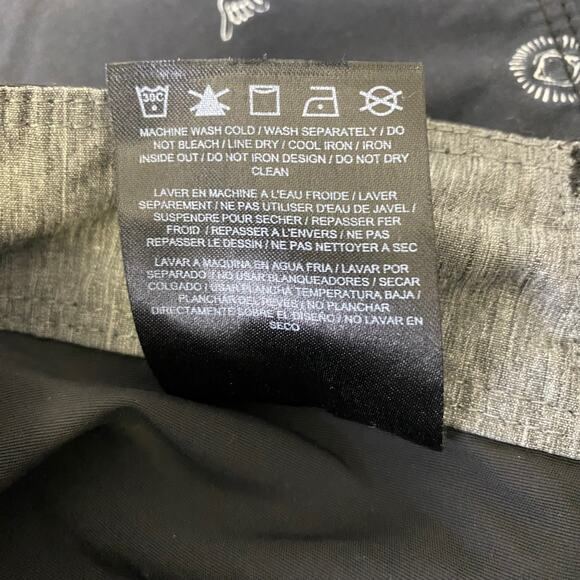 30C
MACHINE WASH COLD / WASH SEPARATELY / DO
NOT BLEACH / LINE DRY / COOL IRON / IRON
INSIDE OUT / DO NOT IRON DESIGN / DO NOT DRY
CLEAN
LAVER EN MACHINE A L'EAU FROIDE / LAVER
SEPAREMENT / NE PAS UTILISER D'EAU DE JAVEL /
SUSPENDRE POUR SECHER / REPASSER FER
FROID / REPASSER A L'ENVERS / NE PAS
REPASSER LE DESSIN / NE PAS NETTOYER A SEC
LAVAR A MAQUINA EN AGUA FRIA / LAVAR POR
SEPARADO / NO USAR BLANQUEADORES / SECAR
COLGADO / USAR PLANCHA TEMPERATURA BAJA /
PLANCHAR DEL REVES / NO PLANCHAR
DIRECTAMENTE SOBRE EL DISEÑO / NO LAVAR EN
SECO